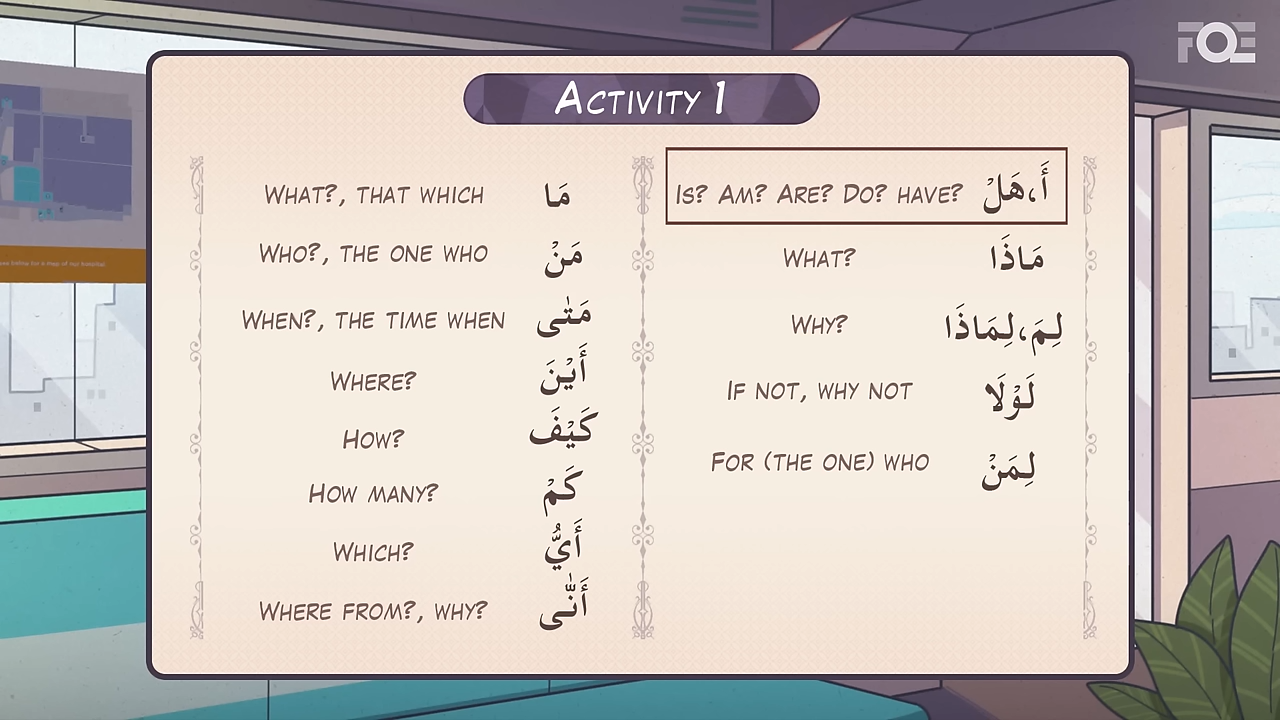 FOE
ACTIVITY 1
WHAT?, THAT WHICH مَا
WHO?, THE ONE WHO مَنْ
WHEN?, THE TIME WHEN مَتٰى
WHERE? أَيْنَ
HOW? كَيْفَ
HOW MANY? كَمْ
WHICH? أَيُّ
WHERE FROM?, WHY? أَنّٰى
IS? AM? ARE? DO? HAVE? أَ،هَلْ
WHAT? مَاذَا
WHY? لِمَ،لِمَاذَا
IF NOT, WHY NOT لَوْلَا
FOR (THE ONE) WHO لِمَنْ